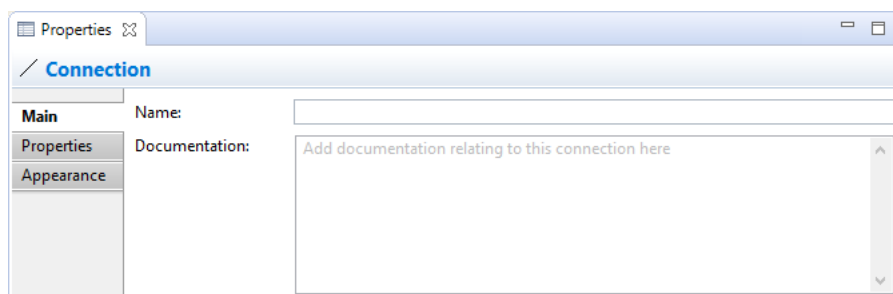 Properties
Connection
Main
Name:
Properties
Documentation:
Add documentation relating to this connection here
Appearance